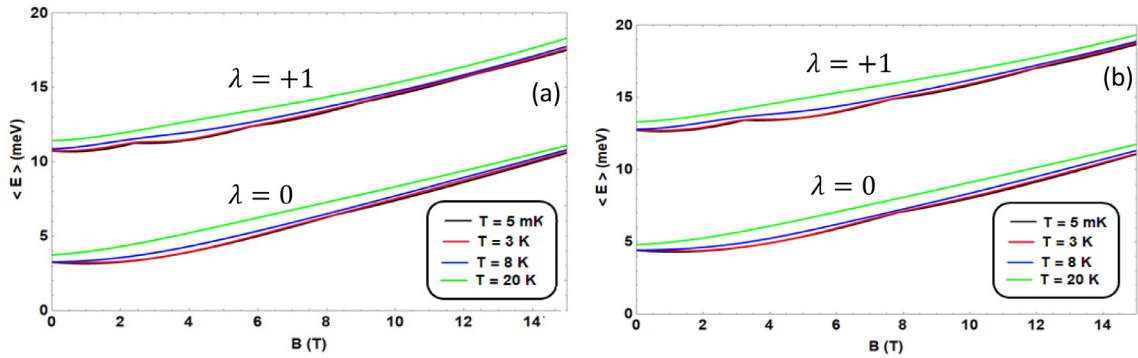 20
15
10
5
0
< E > (meV)
λ = +1
(a)
λ = 0
T = 5 mK
T = 3 K
T = 8 K
T = 20 K
0 2 4 6 8 10 12 14
B (T)
20
15
10
5
0
< E > (meV)
λ = +1
(b)
λ = 0
T = 5 mK
T = 3 K
T = 8 K
T = 20 K
0 2 4 6 8 10 12 14
B (T)